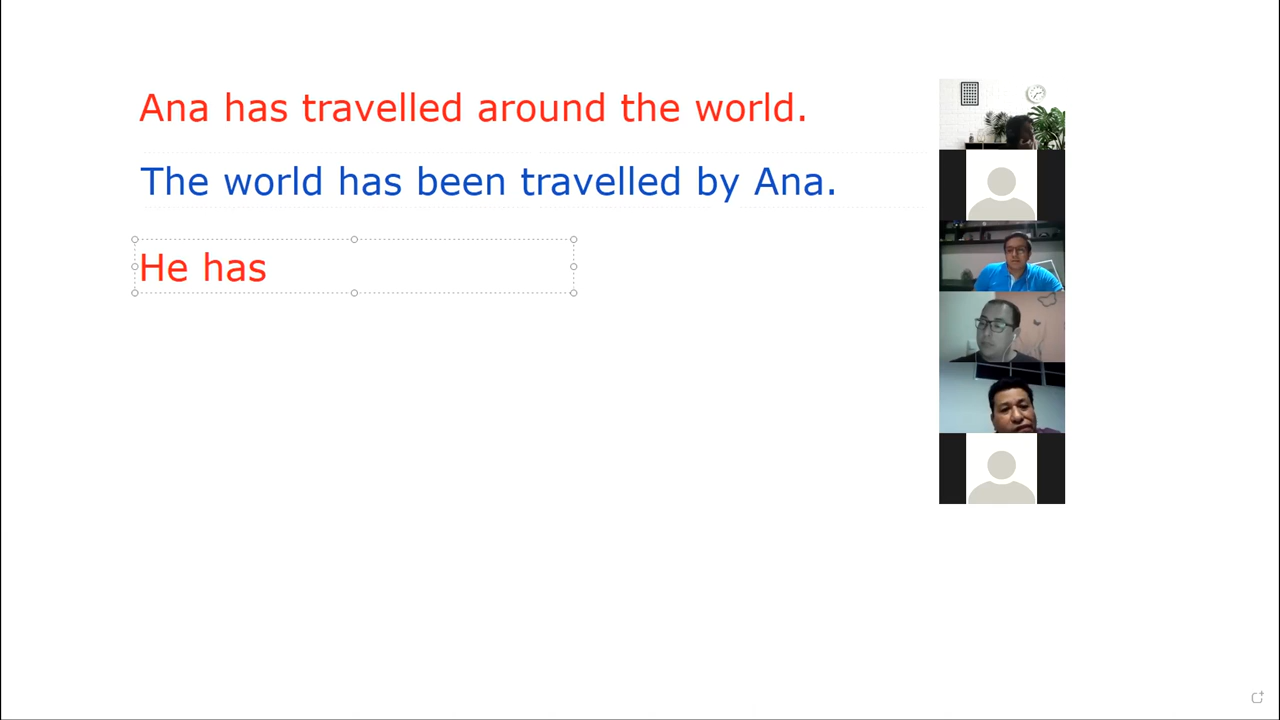 Ana has travelled around the world.
The world has been travelled by Ana.
He has